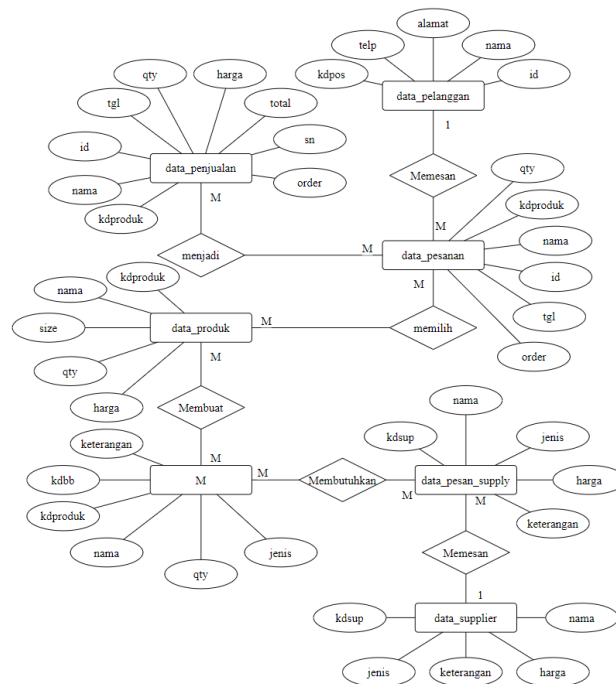 alamat
telp
nama
qty
harga
kdpos
id
tgl
total
data_pelanggan
1
sn
id
data_penjualan
qty
Memesan
order
nama
M
kdproduk
kdproduk
M
nama
menjadi
M
data_pesanan
kdproduk
id
nama
M
tgl
size
data_produk
M
memilih
order
M
qty
nama
harga
Membuat
kdsup
jenis
keterangan
M
kdbb
M
M
Membutuhkan
data_pesan_supply
harga
M
M
kdproduk
keterangan
nama
jenis
Memesan
qty
1
kdsup
data_supplier
nama
jenis
keterangan
harga